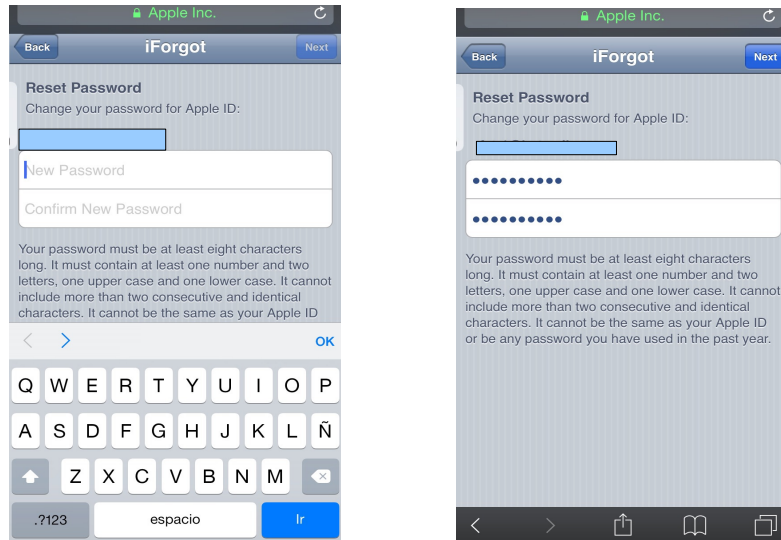 Apple Inc.
Back
iForgot
Next
Reset Password
Change your password for Apple ID:
New Password
Confirm New Password
Your password must be at least eight characters
long. It must contain at least one number and two
letters, one upper case and one lower case. It cannot
include more than two consecutive and identical
characters. It cannot be the same as your Apple ID
OK
Q W E R T Y U I O P
A S D F G H J K L Ñ
Z X C V B N M
.?123 espacio Ir
Apple Inc.
Back
iForgot
Next
Reset Password
Change your password for Apple ID:
Your password must be at least eight characters
long. It must contain at least one number and two
letters, one upper case and one lower case. It cannot
include more than two consecutive and identical
characters. It cannot be the same as your Apple ID
or be any password you have used in the past year.